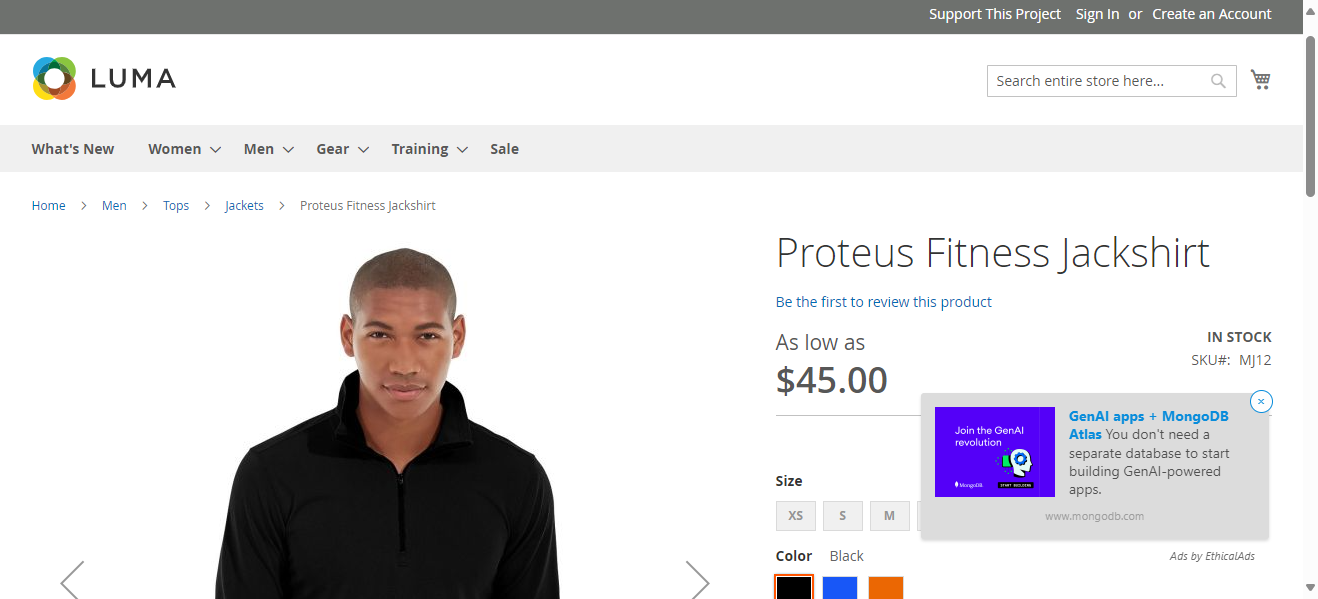 Support This Project Sign In or Create an Account
LUMA
Search entire store here...
What's New Women Men Gear Training Sale
Home Men Tops Jackets Proteus Fitness Jackshirt
Proteus Fitness Jackshirt
Be the first to review this product
As low as
$45.00
IN STOCK
SKU#: MJ12
Join the GenAI
revolution
MongoDB
START BUILDING
GenAI apps + MongoDB
Atlas You don't need a
separate database to start
building GenAI-powered
apps.
www.mongodb.com
Ads by EthicalAds
Size
XS S M
Color Black